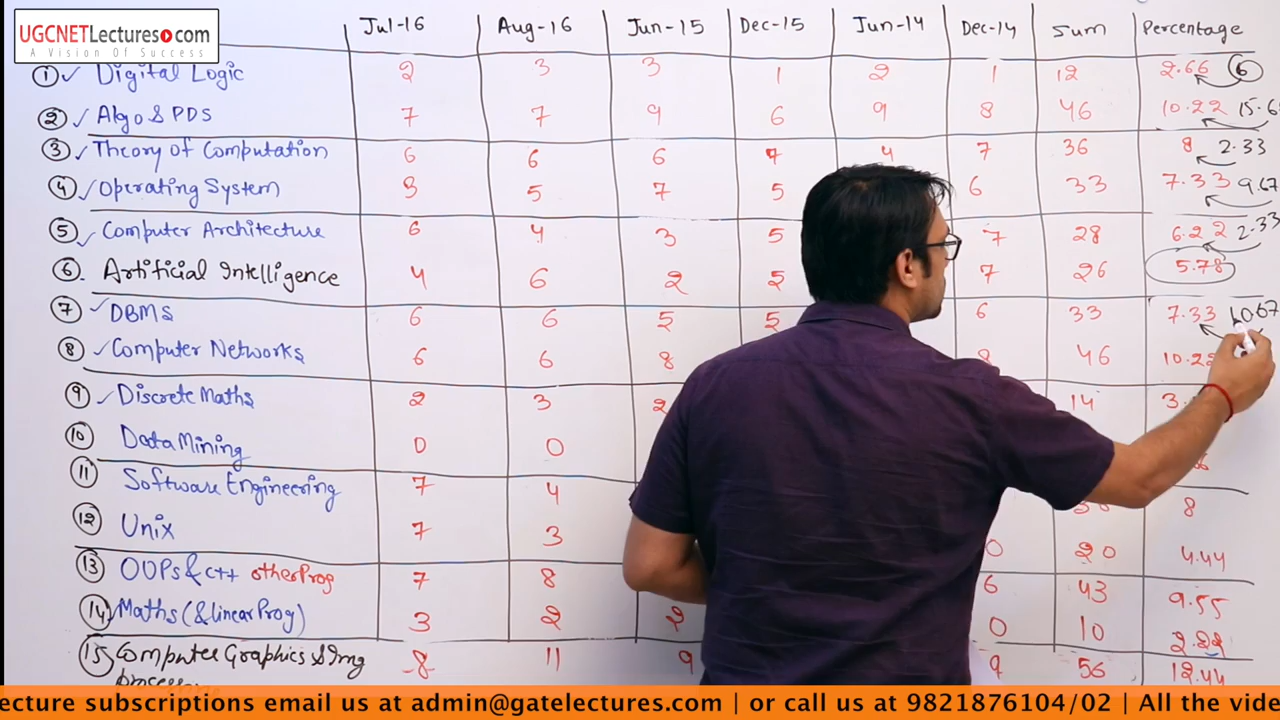 UGCNETLectures.com
A Vision Of Success
Jul-16 Aug-16 Jun-15 Dec-15 Jun-14 Dec-14 Sum Percentage
① ✓ Digital Logic 2 3 3 1 2 1 12 2.66 6
② ✓ Algo & PDS 7 7 9 6 9 8 46 10.22 15.6
③ ✓ Theory of Computation 6 6 6 7 4 7 36 8 2.33
④ ✓ Operating System 5 7 5 6 33 7.33 9.67
⑤ ✓ Computer Architecture 6 4 3 5 7 28 6.22 2.33
⑥ Artificial Intelligence 4 6 2 5 7 26 5.78
⑦ ✓ DBMS 6 6 5 5 6 33 7.33 10.67
⑧ ✓ Computer Networks 6 6 8 8 46 10.22
⑨ ✓ Discrete Maths 2 3 2 14 3.
⑩ Data Mining 0 0
⑪ Software Engineering 7 4 8
⑫ Unix 7 3 0 20 4.44
⑬ OOPs & C++ other Prog 7 8 6 43 9.55
⑭ Maths (& linear Prog) 3 2 2 0 10 2.22
⑮ Computer Graphics & Img 8 11 9 9 56 12.44
ecture subscriptions email us at admin@gatelectures.com | or call us at 9821876104/02 | All the vide